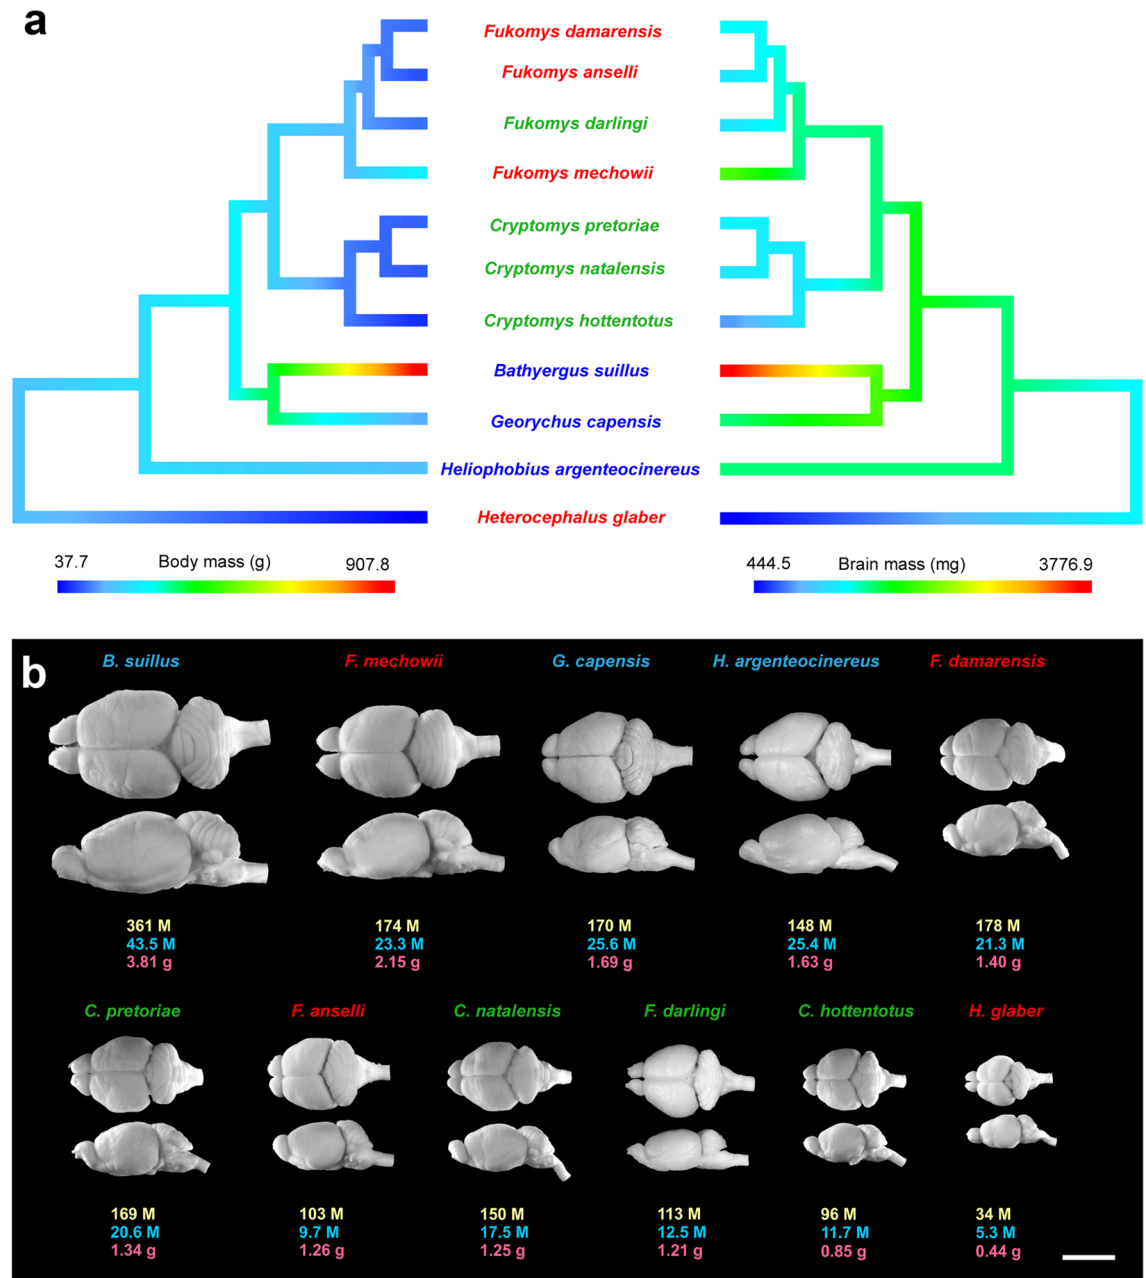 a
Fukomys damarensis
Fukomys anselli
Fukomys darlingi
Fukomys mechowii
Cryptomys pretoriae
Cryptomys natalensis
Cryptomys hottentotus
Bathyergus suillus
Georychus capensis
Heliophobius argenteocinereus
Heterocephalus glaber
37.7 Body mass (g) 907.8
444.5 Brain mass (mg) 3776.9
b
B. suillus F. mechowii G. capensis H. argenteocinereus F. damarensis
361 M 174 M 170 M 148 M 178 M
43.5 M 23.3 M 25.6 M 25.4 M 21.3 M
3.81 g 2.15 g 1.69 g 1.63 g 1.40 g
C. pretoriae F. anselli C. natalensis F. darlingi C. hottentotus H. glaber
169 M 103 M 150 M 113 M 96 M 34 M
20.6 M 9.7 M 17.5 M 12.5 M 11.7 M 5.3 M
1.34 g 1.26 g 1.25 g 1.21 g 0.85 g 0.44 g